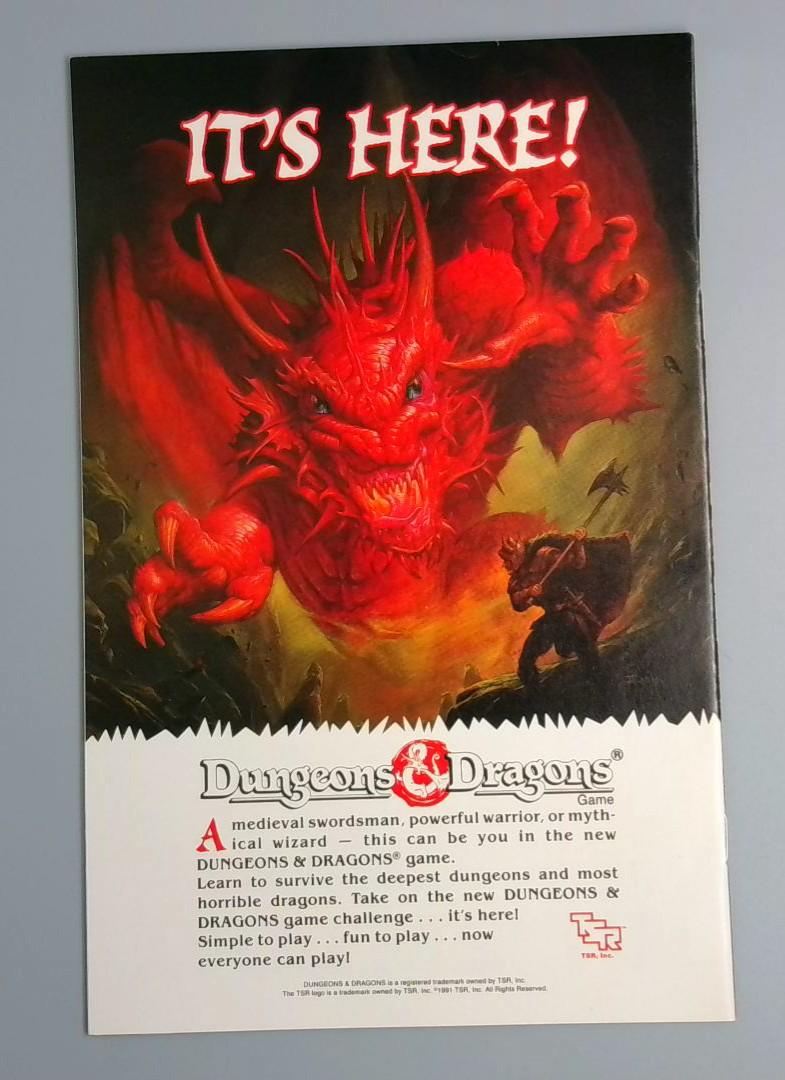 IT'S HERE!
Dungeons & Dragons®
Game
A medieval swordsman, powerful warrior, or myth-
ical wizard — this can be you in the new
DUNGEONS & DRAGONS® game.
Learn to survive the deepest dungeons and most
horrible dragons. Take on the new DUNGEONS &
DRAGONS game challenge . . . it's here!
Simple to play . . . fun to play . . . now
everyone can play!
TSR™
TSR, Inc.
DUNGEONS & DRAGONS is a registered trademark owned by TSR, Inc.
The TSR logo is a trademark owned by TSR, Inc. ©1991 TSR, Inc. All Rights Reserved.